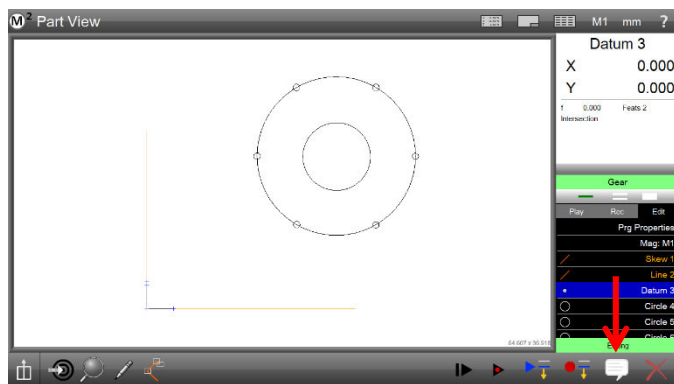 M² Part View
M1 mm ?
Datum 3
X 0.000
Y 0.000
f 0.000 Feats 2
Intersection
Gear
Play Rec Edit
Prg Properties
Mag: M1
Skew 1
Line 2
Datum 3
Circle 4
Circle 5